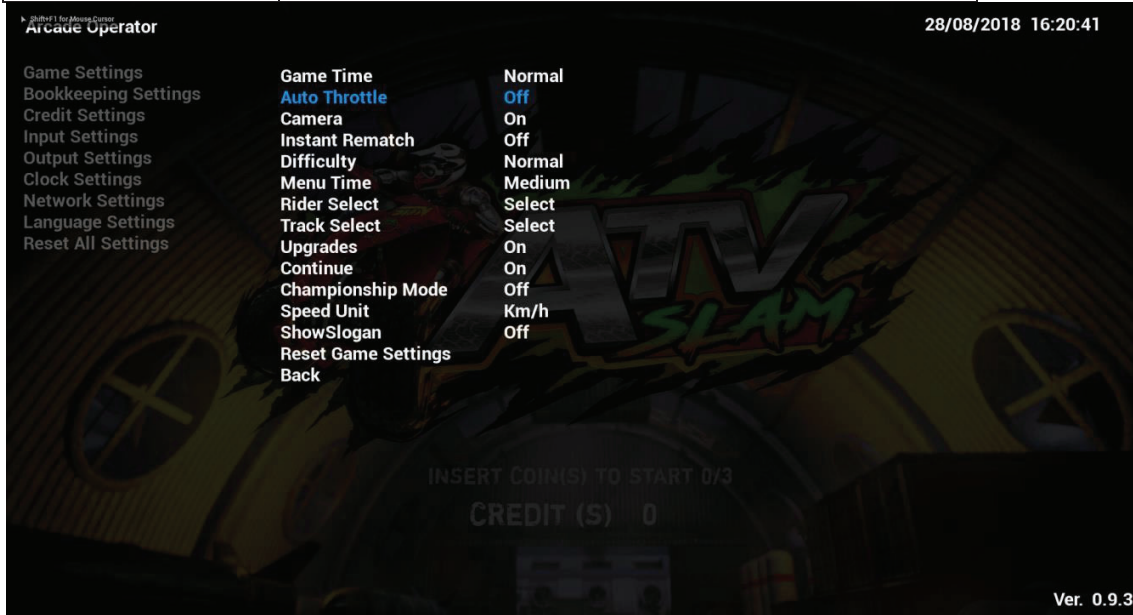 Shift+F1 for Mouse Cursor
Arcade Operator
28/08/2018 16:20:41
Game Settings
Bookkeeping Settings
Credit Settings
Input Settings
Output Settings
Clock Settings
Network Settings
Language Settings
Reset All Settings
Game Time Normal
Auto Throttle Off
Camera On
Instant Rematch Off
Difficulty Normal
Menu Time Medium
Rider Select Select
Track Select Select
Upgrades On
Continue On
Championship Mode Off
Speed Unit Km/h
ShowSlogan Off
Reset Game Settings
Back
ATV
SLAM
INSERT COIN(S) TO START 0/3
CREDIT (S) 0
Ver. 0.9.3